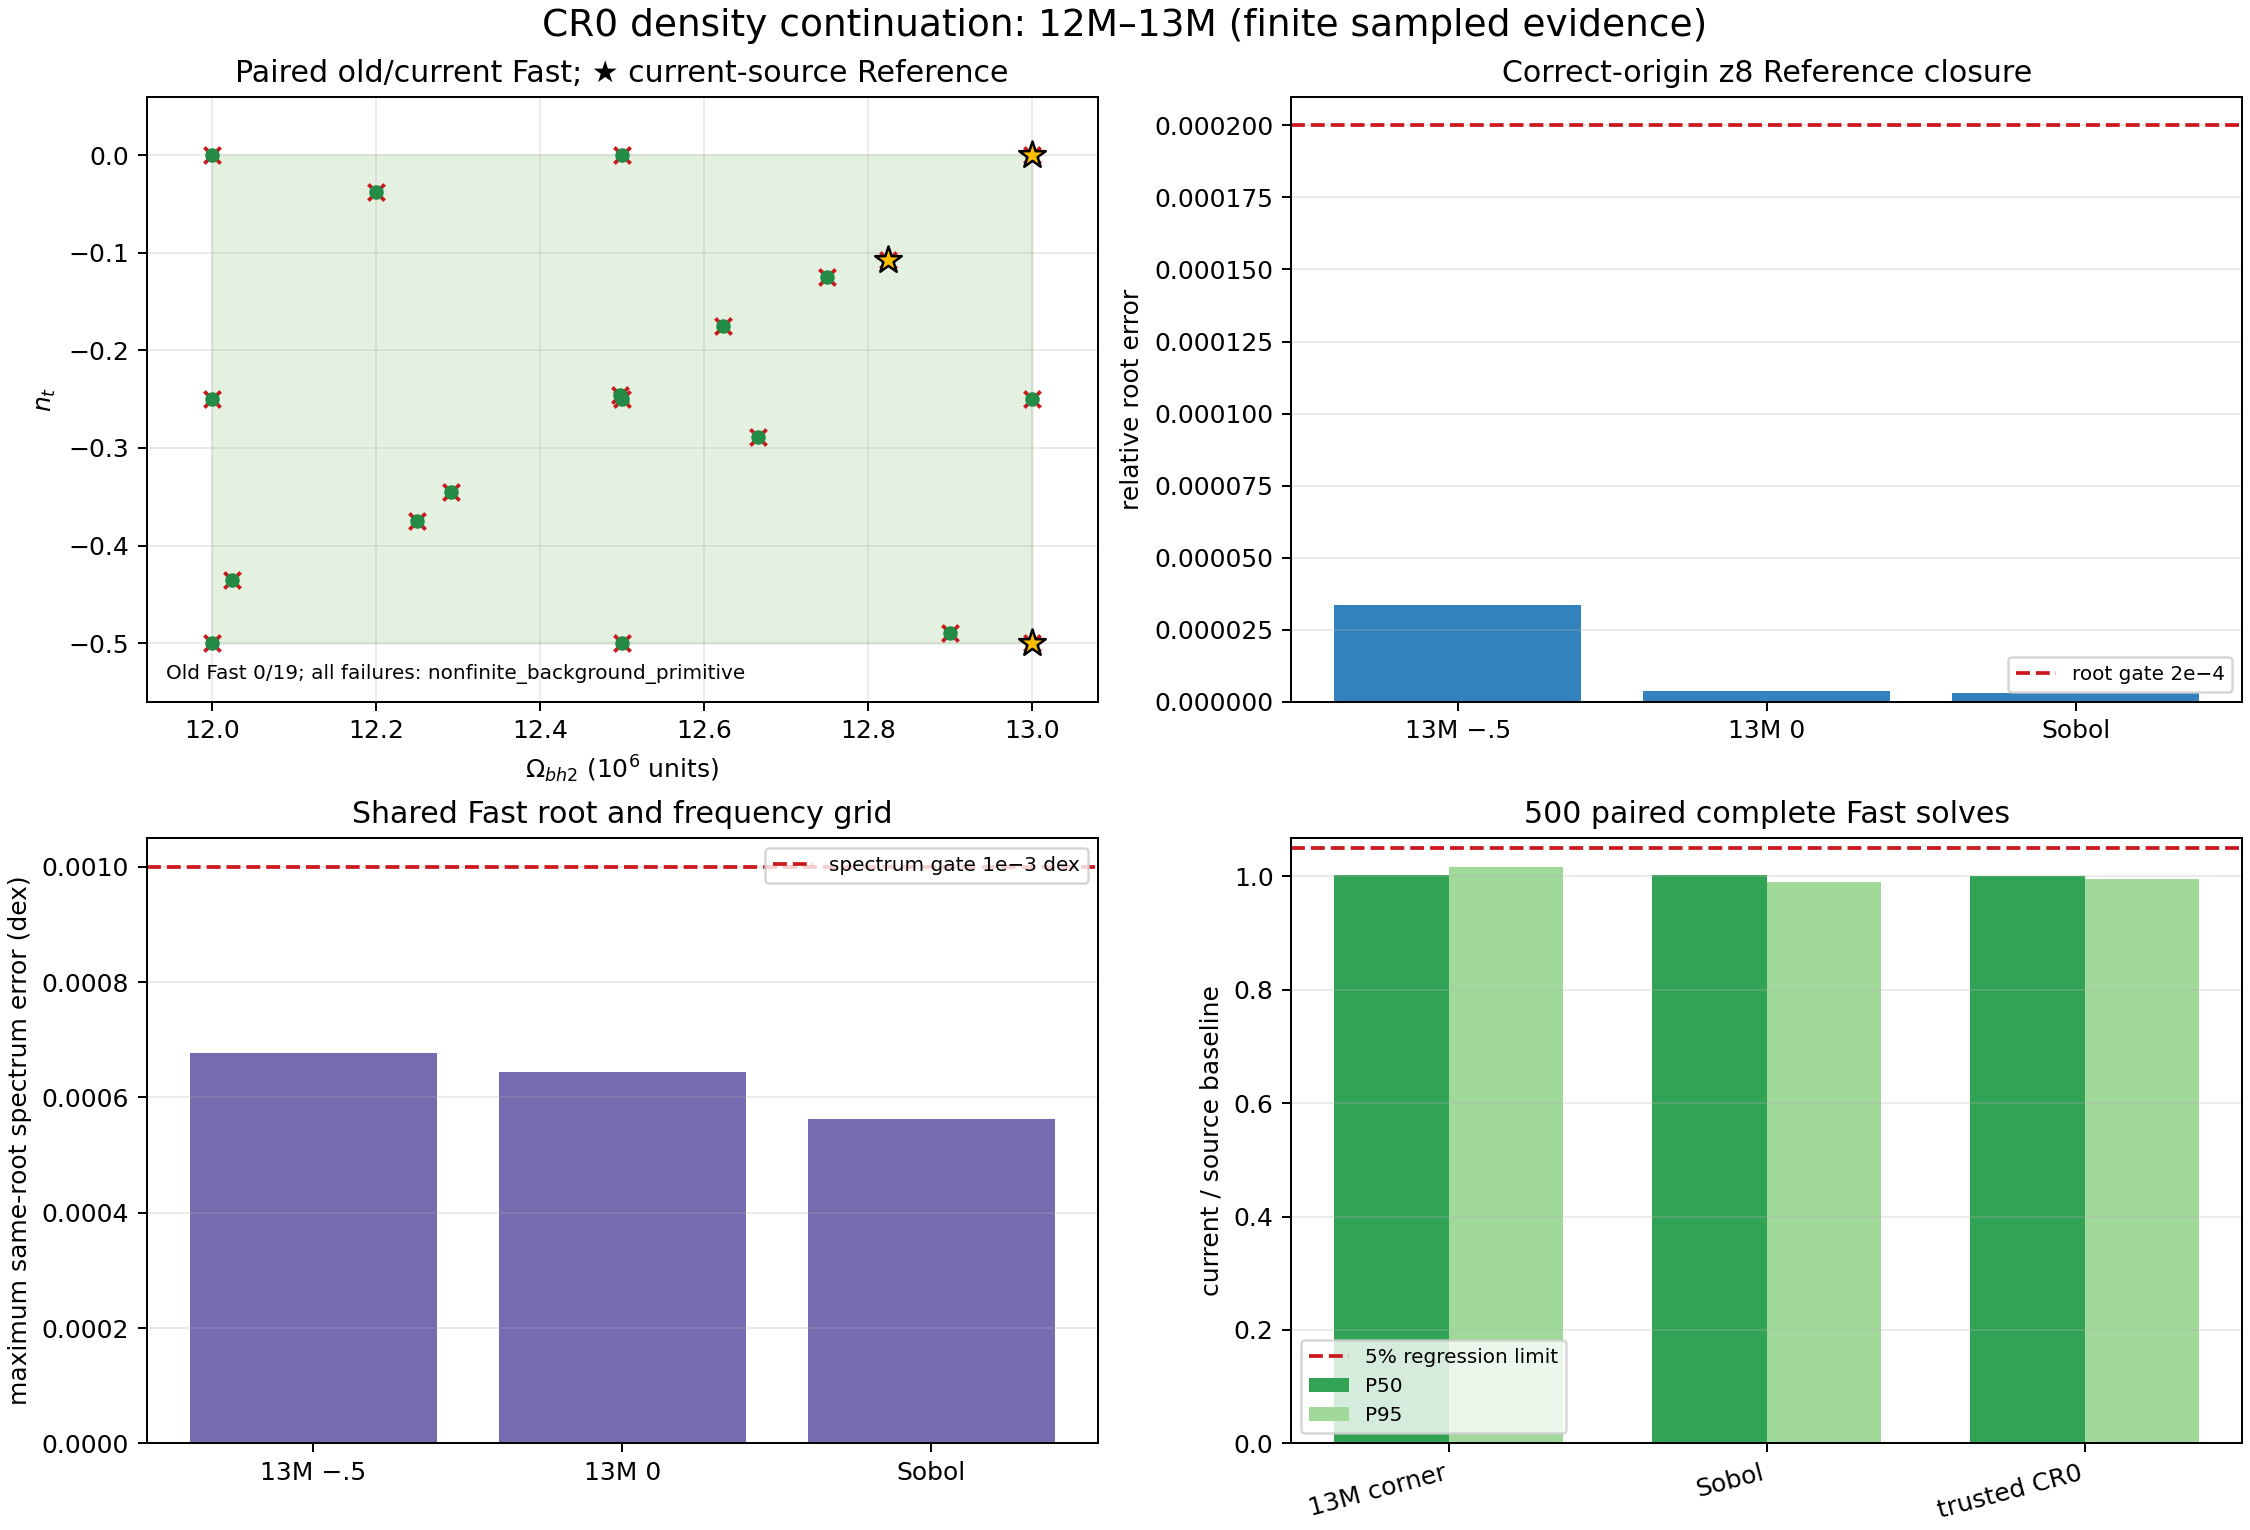 CR0 density continuation: 12M–13M (finite sampled evidence)
Paired old/current Fast; ★ current-source Reference
0.0
−0.1
−0.2
−0.3
−0.4
−0.5
n_t
Old Fast 0/19; all failures: nonfinite_background_primitive
12.0 12.2 12.4 12.6 12.8 13.0
Ω_bh2 (10^6 units)
Correct-origin z8 Reference closure
0.000200
0.000175
0.000150
0.000125
0.000100
0.000075
0.000050
0.000025
0.000000
relative root error
root gate 2e−4
13M −.5 13M 0 Sobol
Shared Fast root and frequency grid
0.0010
0.0008
0.0006
0.0004
0.0002
0.0000
maximum same-root spectrum error (dex)
spectrum gate 1e−3 dex
13M −.5 13M 0 Sobol
500 paired complete Fast solves
1.0
0.8
0.6
0.4
0.2
0.0
current / source baseline
5% regression limit
P50
P95
13M corner Sobol trusted CR0